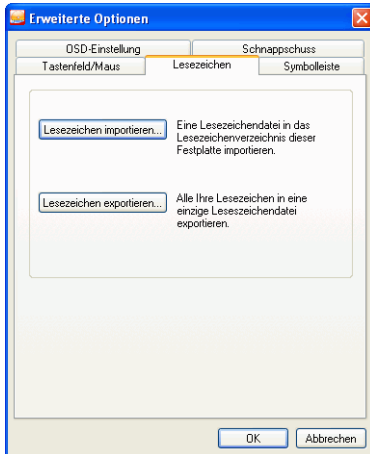 Erweiterte Optionen
OSD-Einstellung
Schnappschuss
Tastenfeld/Maus
Lesezeichen
Symbolleiste
Lesezeichen importieren...
Eine Lesezeichendatei in das
Lesezeichenverzeichnis dieser
Festplatte importieren.
Lesezeichen exportieren...
Alle Ihre Lesezeichen in eine
einzige Leseszeichendatei
exportieren.
OK
Abbrechen